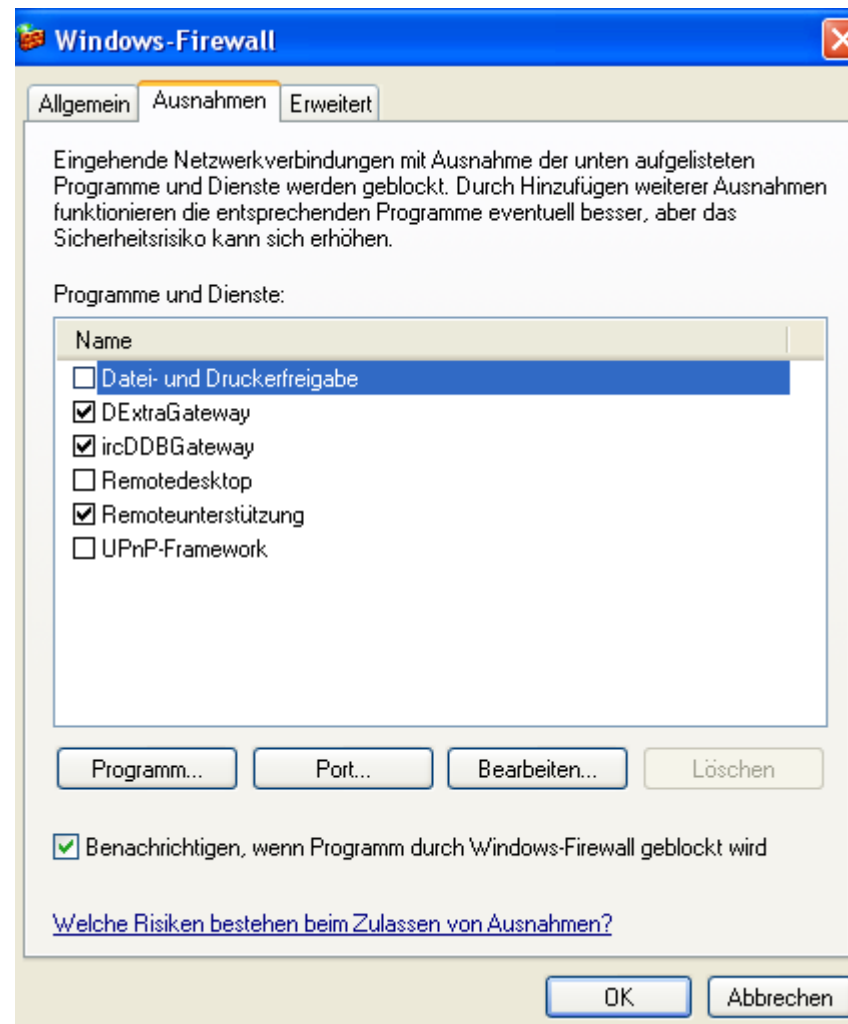 Windows-Firewall
Allgemein Ausnahmen Erweitert
Eingehende Netzwerkverbindungen mit Ausnahme der unten aufgelisteten
Programme und Dienste werden geblockt. Durch Hinzufügen weiterer Ausnahmen
funktionieren die entsprechenden Programme eventuell besser, aber das
Sicherheitsrisiko kann sich erhöhen.
Programme und Dienste:
Name
Datei- und Druckerfreigabe
DExtraGateway
ircDDBGateway
Remotedesktop
Remoteunterstützung
UPnP-Framework
Programm... Port... Bearbeiten... Löschen
Benachrichtigen, wenn Programm durch Windows-Firewall geblockt wird
Welche Risiken bestehen beim Zulassen von Ausnahmen?
OK Abbrechen